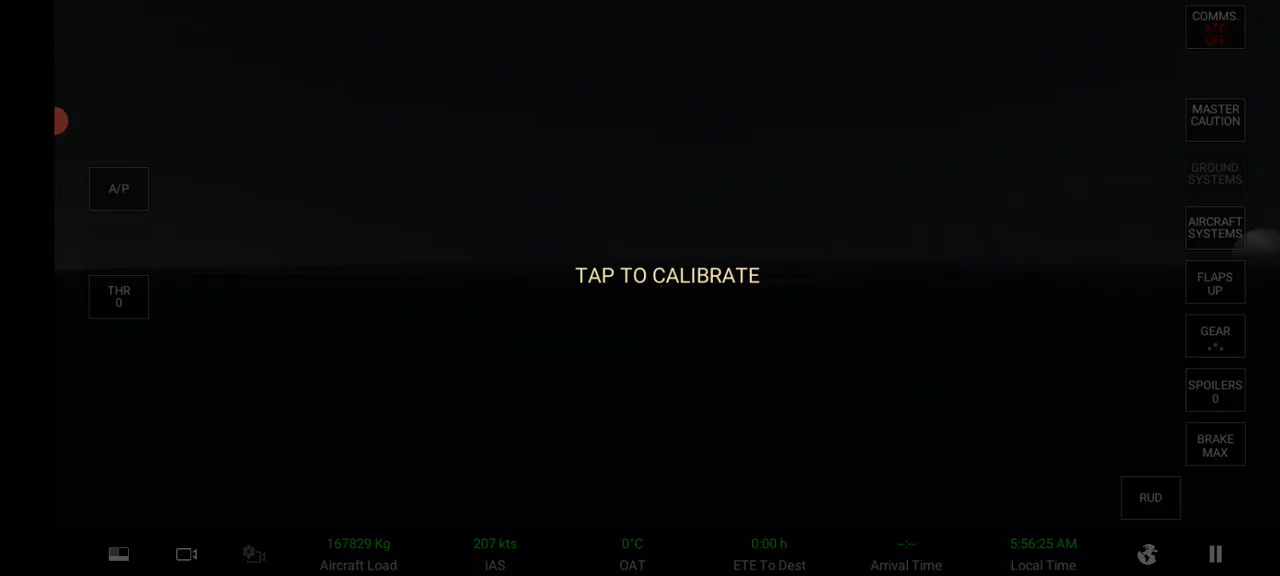 COMMS.
ATC
OFF
MASTER
CAUTION
GROUND
SYSTEMS
A/P
AIRCRAFT
SYSTEMS
TAP TO CALIBRATE
FLAPS
UP
THR
0
GEAR
SPOILERS
0
BRAKE
MAX
RUD
167829 Kg
Aircraft Load
207 kts
IAS
0°C
OAT
0:00 h
ETE To Dest
--:--
Arrival Time
5:56:25 AM
Local Time